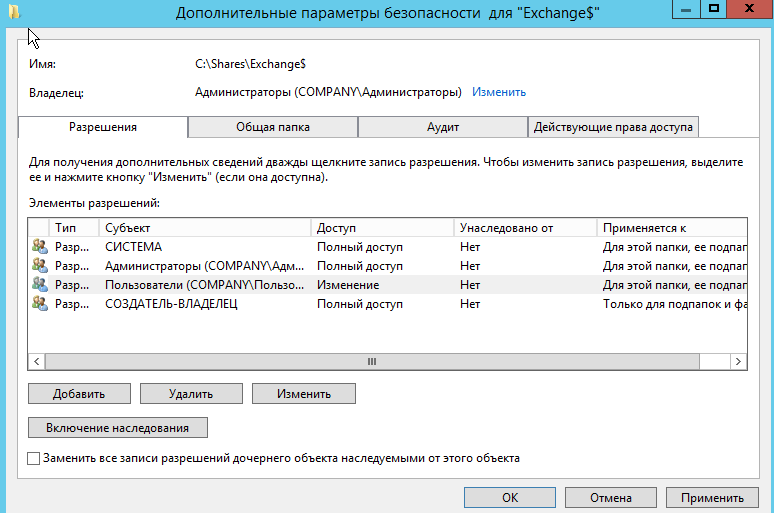 Дополнительные параметры безопасности для "Exchange$"
Имя: C:\Shares\Exchange$
Владелец: Администраторы (COMPANY\Администраторы) Изменить
Разрешения Общая папка Аудит Действующие права доступа
Для получения дополнительных сведений дважды щелкните запись разрешения. Чтобы изменить запись разрешения, выделите
ее и нажмите кнопку "Изменить" (если она доступна).
Элементы разрешений:
Тип Субъект Доступ Унаследовано от Применяется к
Разр... СИСТЕМА Полный доступ Нет Для этой папки, ее подпап
Разр... Администраторы (COMPANY\Адм... Полный доступ Нет Для этой папки, ее подпап
Разр... Пользователи (COMPANY\Пользо... Изменение Нет Для этой папки, ее подпап
Разр... СОЗДАТЕЛЬ-ВЛАДЕЛЕЦ Полный доступ Нет Только для подпапок и фа
Добавить Удалить Изменить
Включение наследования
Заменить все записи разрешений дочернего объекта наследуемыми от этого объекта
ОК Отмена Применить